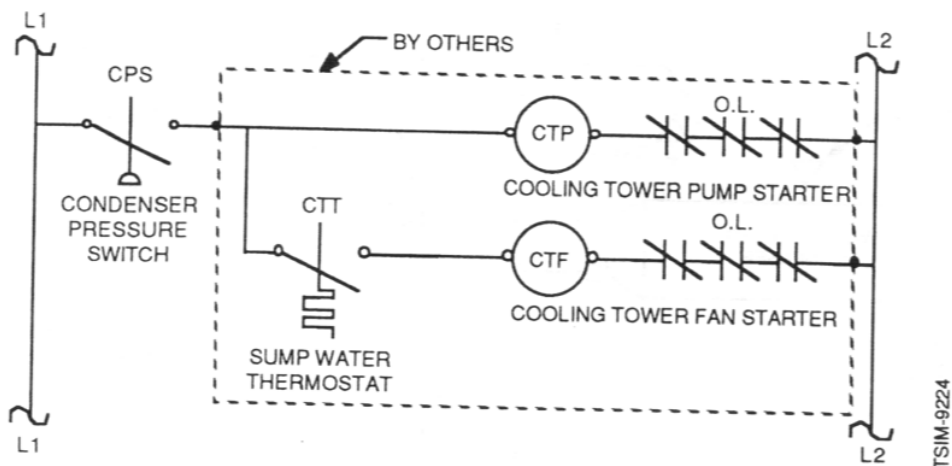 L1
BY OTHERS
L2
CPS
O.L.
CTP
CONDENSER
PRESSURE
SWITCH
COOLING TOWER PUMP STARTER
CTT
O.L.
CTF
COOLING TOWER FAN STARTER
SUMP WATER
THERMOSTAT
L1
L2
TSIM-92224